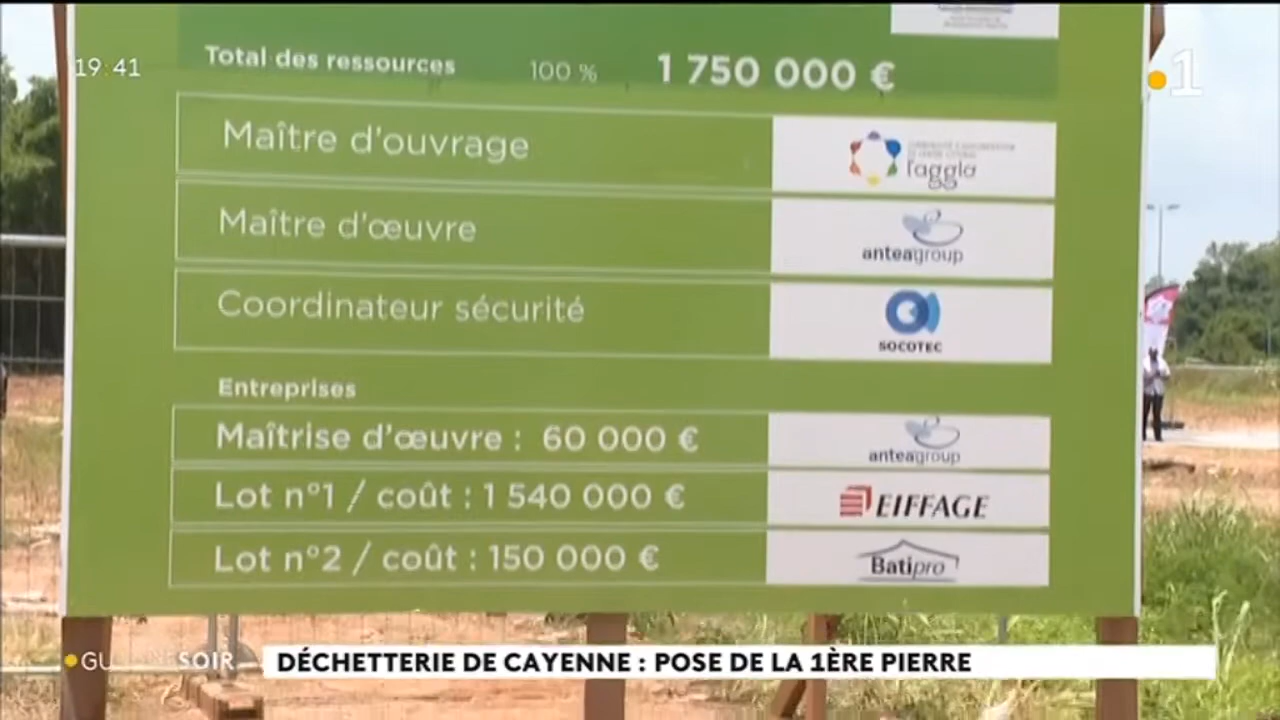 Total des ressources 100 % 1 750 000 €
19:41
1
Maître d'ouvrage
l'agglo
Maître d'œuvre
anteagroup
Coordinateur sécurité
SOCOTEC
Entreprises
Maîtrise d'œuvre : 60 000 €
anteagroup
Lot n°1 / coût : 1 540 000 €
EIFFAGE
Lot n°2 / coût : 150 000 €
Batipro
SOIR
DÉCHETTERIE DE CAYENNE : POSE DE LA 1ÈRE PIERRE